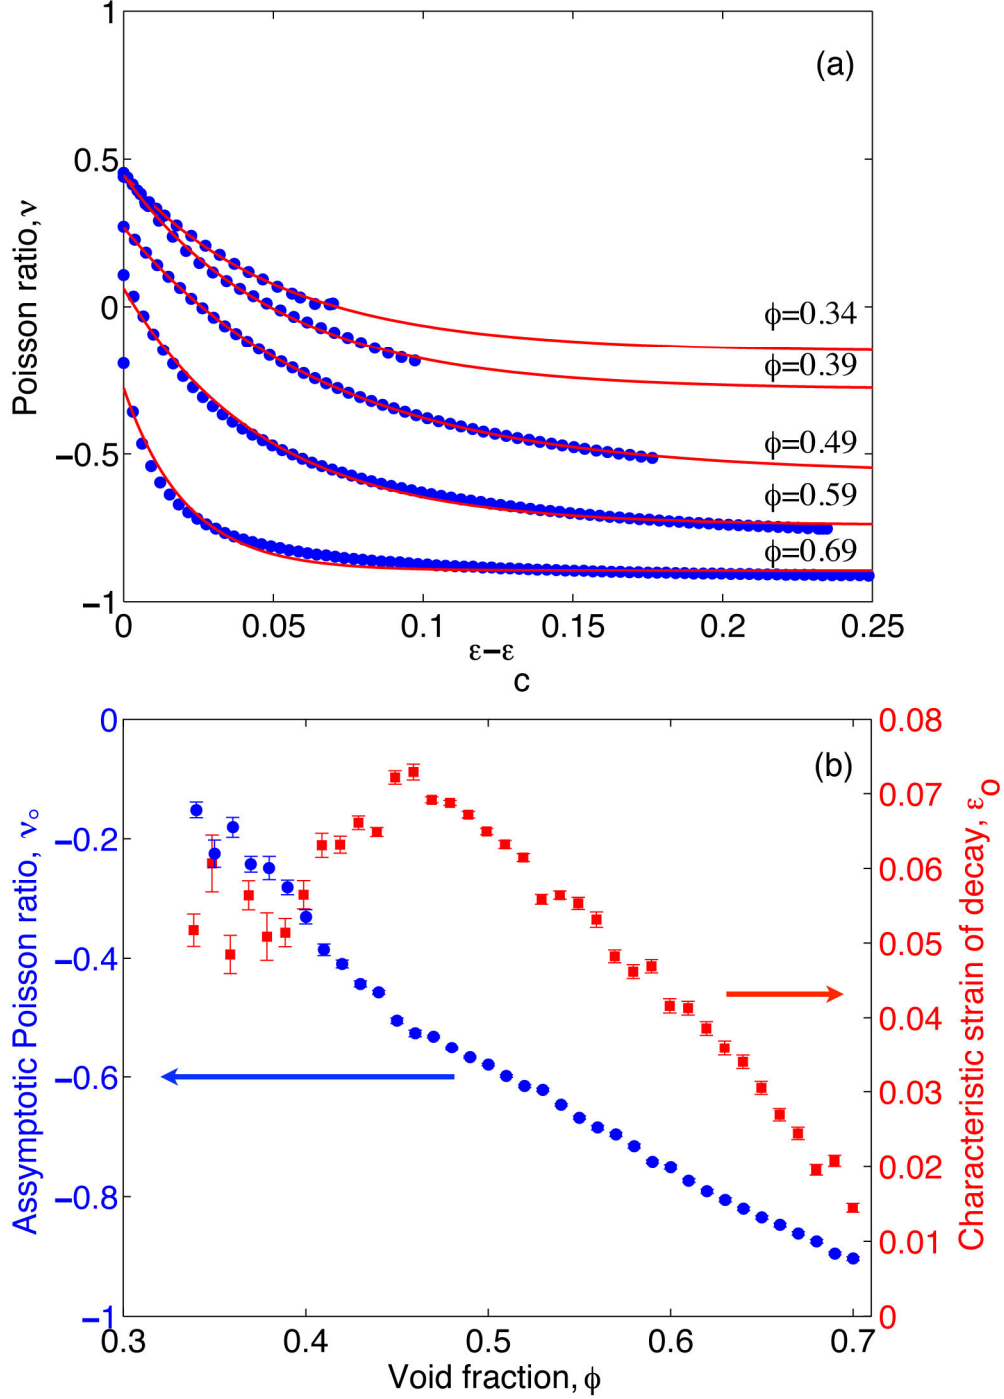 (a)
Poisson ratio, ν
1
0.5
0
−0.5
−1
ϕ=0.34
ϕ=0.39
ϕ=0.49
ϕ=0.59
ϕ=0.69
0 0.05 0.1 0.15 0.2 0.25
ε−ε
c
(b)
Assymptotic Poisson ratio, νₒ
0
−0.2
−0.4
−0.6
−0.8
−1
Characteristic strain of decay, εₒ
0.08
0.07
0.06
0.05
0.04
0.03
0.02
0.01
0
0.3 0.4 0.5 0.6 0.7
Void fraction, ϕ